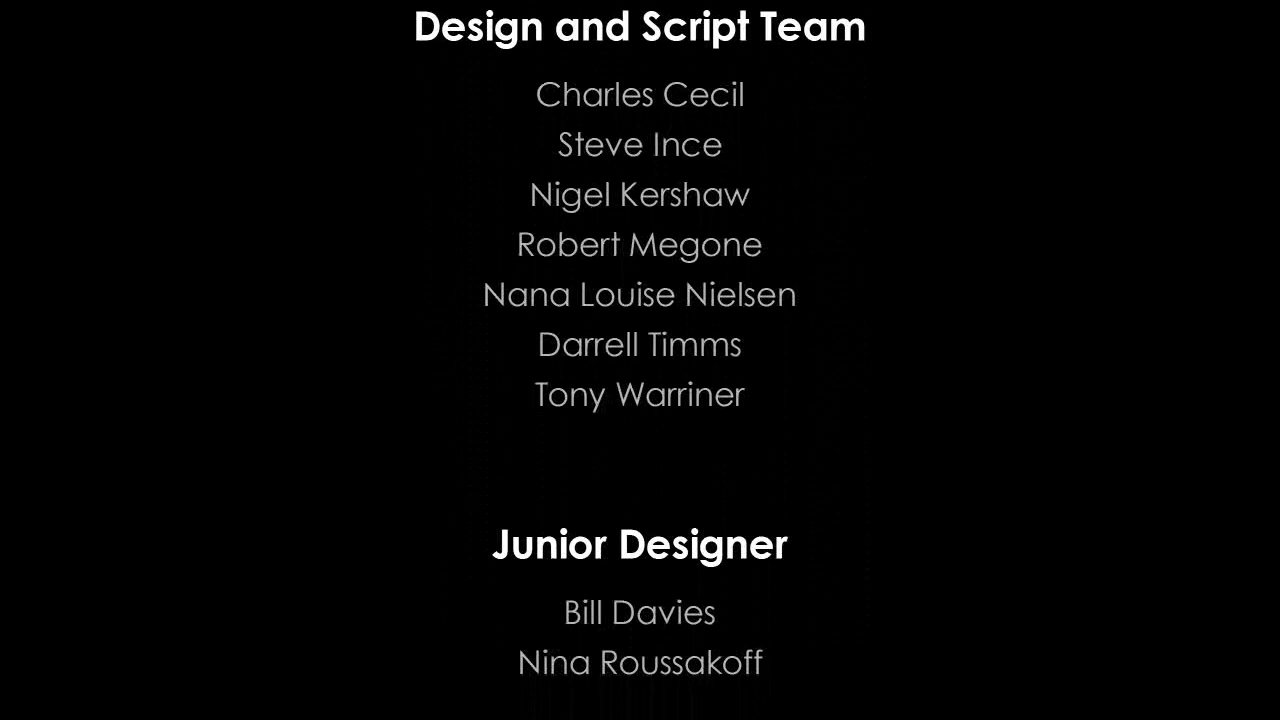 Design and Script Team
Charles Cecil
Steve Ince
Nigel Kershaw
Robert Megone
Nana Louise Nielsen
Darrell Timms
Tony Warriner
Junior Designer
Bill Davies
Nina Roussakoff